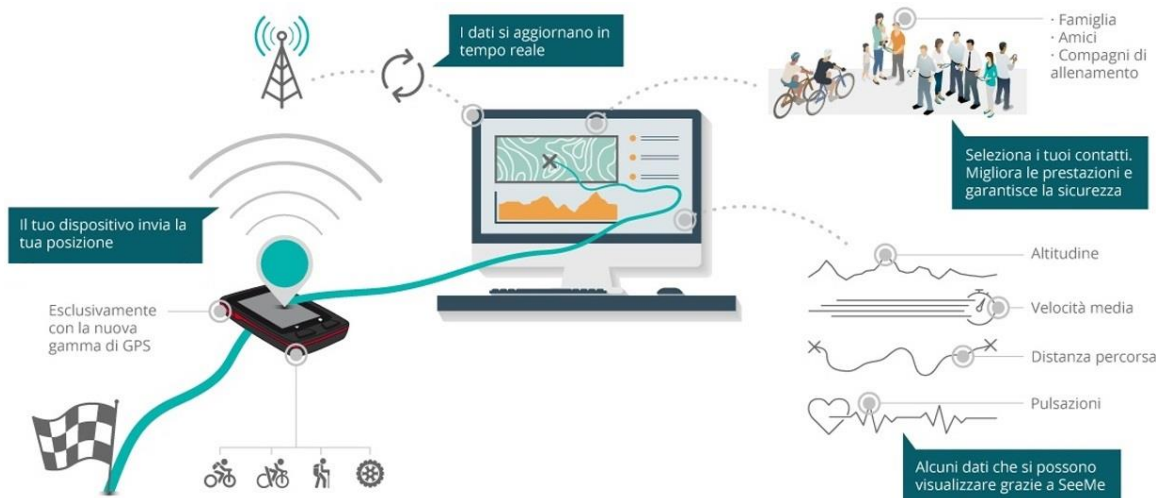 I dati si aggiornano in
tempo reale
· Famiglia
· Amici
· Compagni di
allenamento
Seleziona i tuoi contatti.
Migliora le prestazioni e
garantisce la sicurezza
Il tuo dispositivo invia la
tua posizione
Esclusivamente
con la nuova
gamma di GPS
Altitudine
Velocità media
Distanza percorsa
Pulsazioni
Alcuni dati che si possono
visualizzare grazie a SeeMe